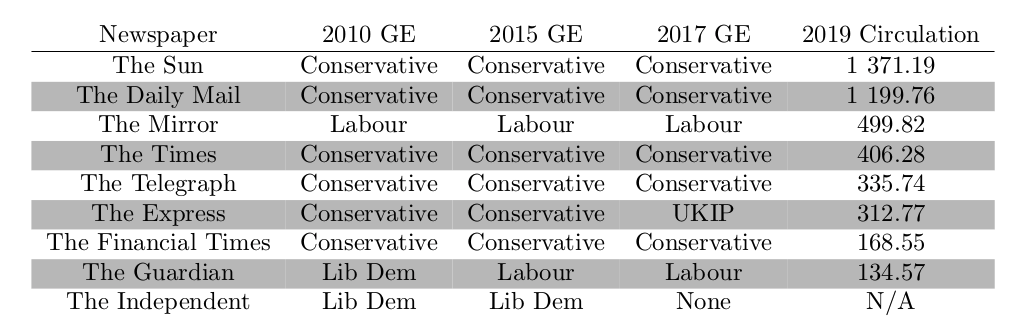 Newspaper 2010 GE 2015 GE 2017 GE 2019 Circulation
The Sun Conservative Conservative Conservative 1 371.19
The Daily Mail Conservative Conservative Conservative 1 199.76
The Mirror Labour Labour Labour 499.82
The Times Conservative Conservative Conservative 406.28
The Telegraph Conservative Conservative Conservative 335.74
The Express Conservative Conservative UKIP 312.77
The Financial Times Conservative Conservative Conservative 168.55
The Guardian Lib Dem Labour Labour 134.57
The Independent Lib Dem Lib Dem None N/A